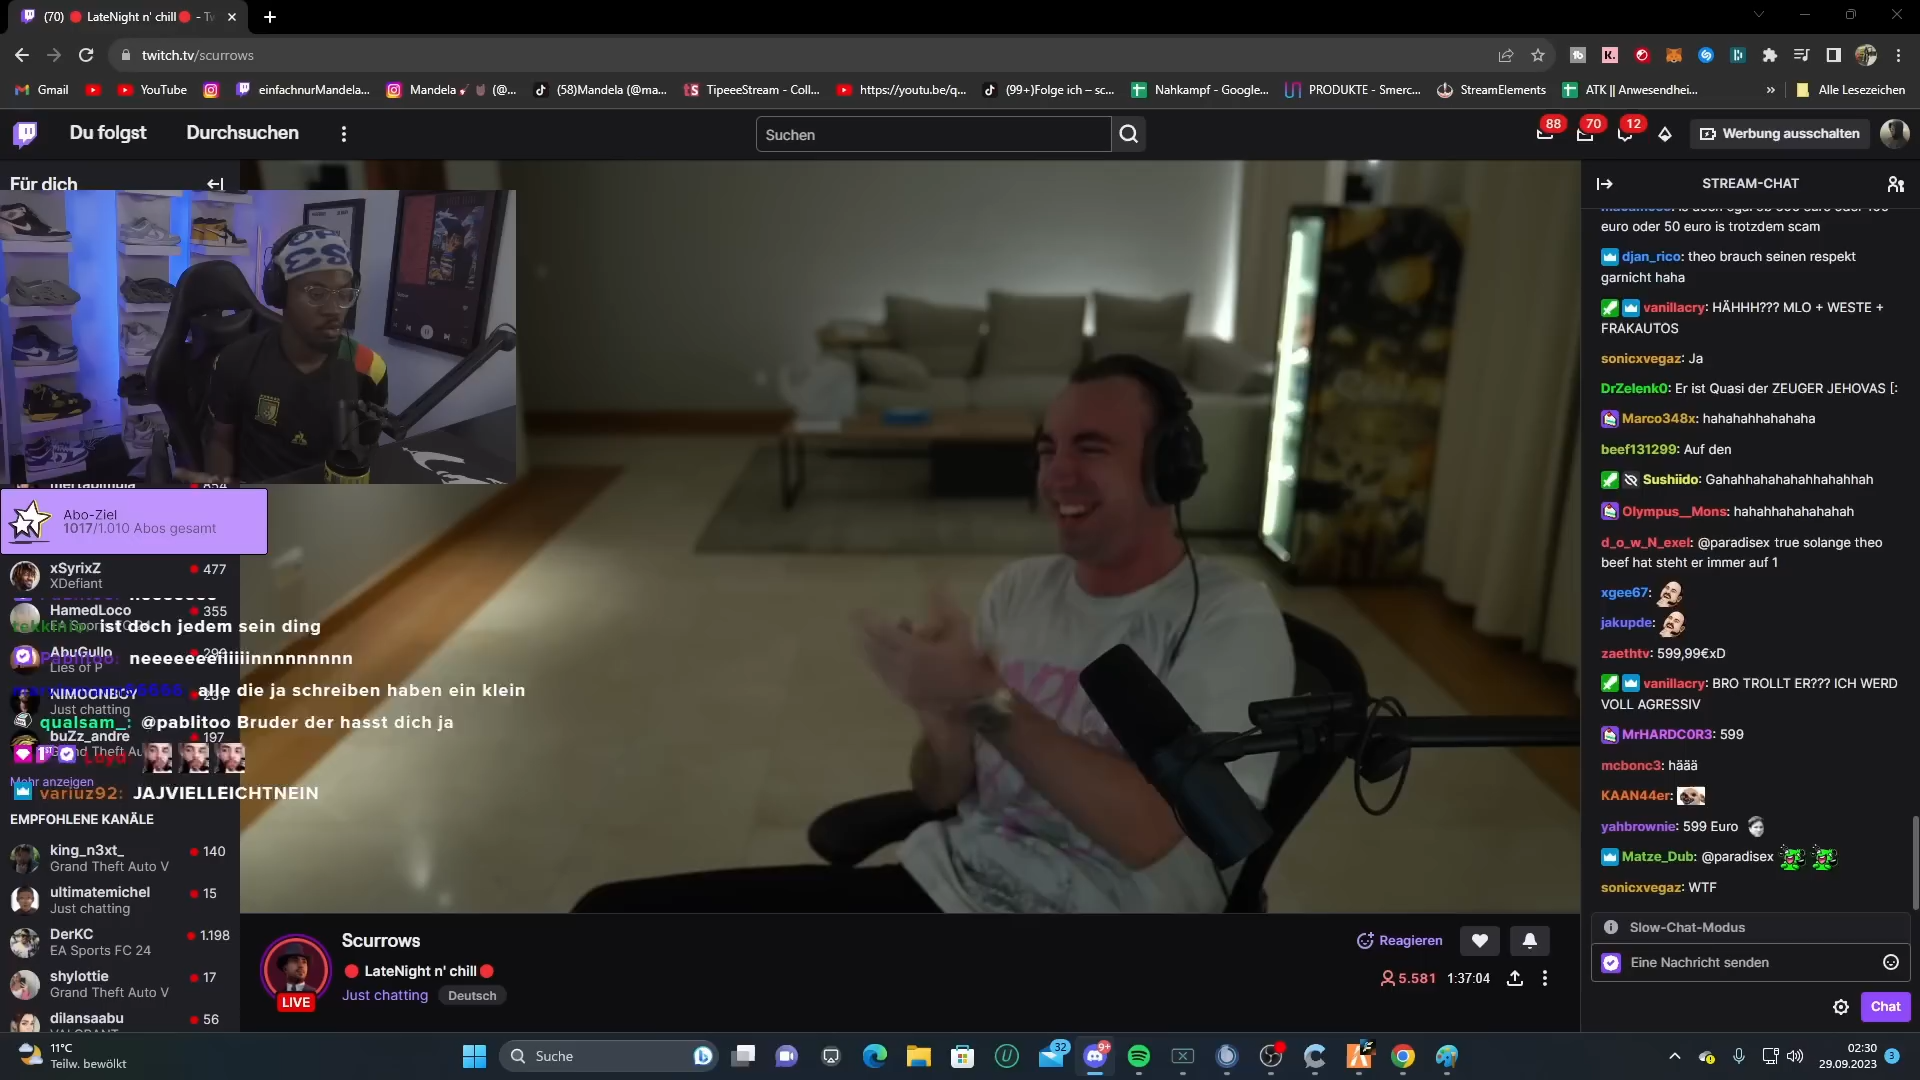 (70) 🔴 LateNight n' chill🔴 - Tw
twitch.tv/scurrows
Gmail
YouTube
einfachnurMandela...
Mandela🎤 (@...
(58)Mandela (@ma...
TipeeeStream - Coll...
https://youtu.be/q...
(99+)Folge ich – sc...
Nahkampf - Google...
PRODUKTE - Smerc...
StreamElements
ATK || Anwesendhei...
»
Alle Lesezeichen
Du folgst
Durchsuchen
Suchen
88
70
12
Werbung ausschalten
Für dich
Abo-Ziel
1017/1.010 Abos gesamt
xSyrixZ
477
XDefiant
HamedLoco
355
ist doch jedem sein ding
AbuGullo
Lies of P
neeeeeeeiiiiiinnnnnnnnn
NIMOONBOY
alle die ja schreiben haben ein klein
Just chatting
qualsam_: @pablitoo Bruder der hasst dich ja
buZz_andre
197
Mehr anzeigen
variuz92: JAJVIELLEICHTNEIN
EMPFOHLENE KANÄLE
king_n3xt_
140
Grand Theft Auto V
ultimatemichel
15
Just chatting
DerKC
1.198
EA Sports FC 24
shylottie
17
Grand Theft Auto V
dilansaabu
56
LIVE
Scurrows
🔴 LateNight n' chill🔴
Just chatting
Deutsch
Reagieren
5.581
1:37:04
STREAM-CHAT
euro oder 50 euro is trotzdem scam
djan_rico: theo brauch seinen respekt
garnicht haha
vanillacry: HÄHHH??? MLO + WESTE +
FRAKAUTOS
sonicxvegaz: Ja
DrZelenk0: Er ist Quasi der ZEUGER JEHOVAS [:
Marco348x: hahahahhahahaha
beef131299: Auf den
Sushiido: Gahahhahahahahhahahhah
Olympus__Mons: hahahhahahahahah
d_o_w_N_exel: @paradisex true solange theo
beef hat steht er immer auf 1
xgee67:
jakupde:
zaethtv: 599,99€xD
vanillacry: BRO TROLLT ER??? ICH WERD
VOLL AGRESSIV
MrHARDC0R3: 599
mcbonc3: häää
KAAN44er:
yahbrownie: 599 Euro
Matze_Dub: @paradisex
sonicxvegaz: WTF
Slow-Chat-Modus
Eine Nachricht senden
Chat
11°C
Teilw. bewölkt
Suche
32
9+
02:30
29.09.2023
3